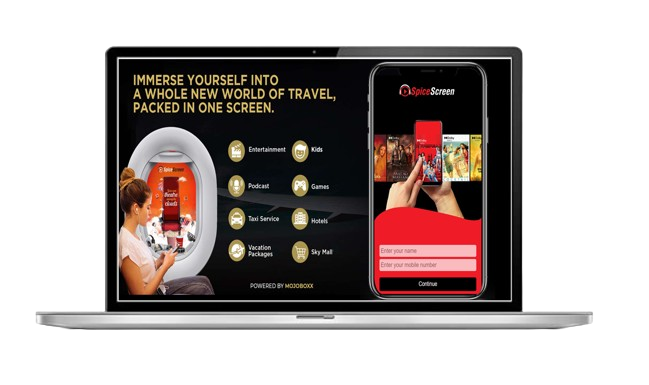 IMMERSE YOURSELF INTO
A WHOLE NEW WORLD OF TRAVEL,
PACKED IN ONE SCREEN.
Entertainment
Kids
Podcast
Games
Taxi Service
Hotels
Vacation
Packages
Sky Mall
POWERED BY MOJOBOXX
SpiceScreen
SpiceScreen
Enter your name
Enter your mobile number
Continue